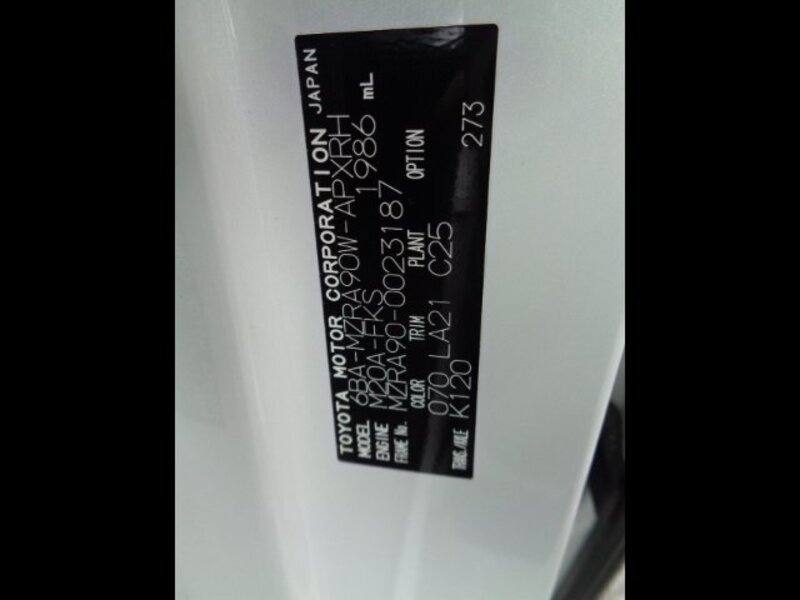 TOYOTA MOTOR CORPORATION JAPAN
MODEL 6BA-MZRA90W-APXRH
ENGINE M20A-FKS 1986 mL
FRAME No. MZRA90-0023187
COLOR TRIM PLANT OPTION
070 LA21 C25 273
TRANS./AXLE K120